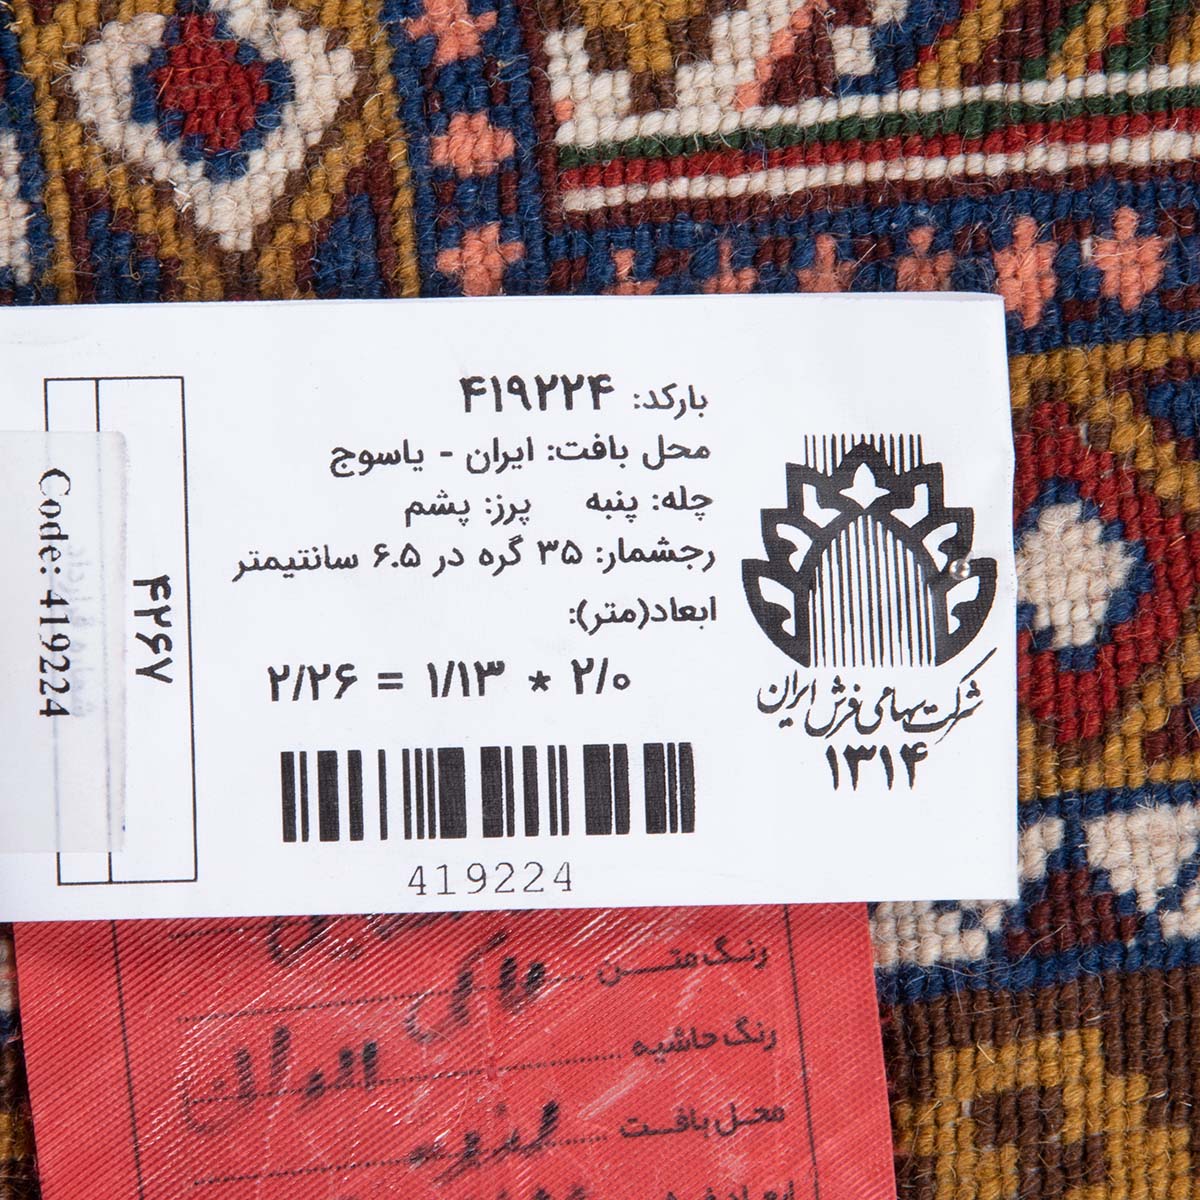 بارکد: ۴۱۹۲۲۴
محل بافت: ایران - یاسوج
چله: پنبه پرز: پشم
رجشمار: ۳۵ گره در ۶.۵ سانتیمتر
ابعاد(متر):
۲/۲۶ = ۱/۱۳ * ۲/۰
419224
شرکت سهامی فرش ایران
۱۳۱۴
۴۲۶۷
Code: 419224
رنگ متن
لاکی
رنگ حاشیه
الوان
محل بافت